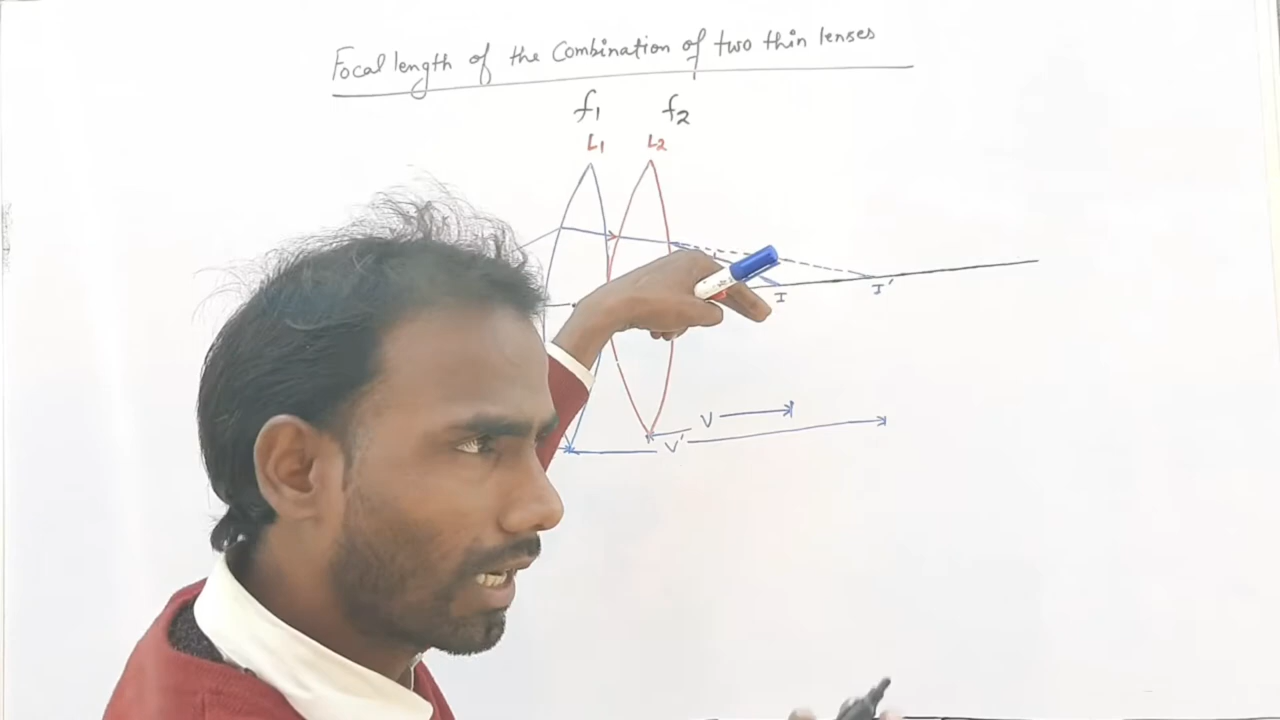 Focal length of the Combination of two thin lenses
f1 f2
L1 L2
I I'
V
V'